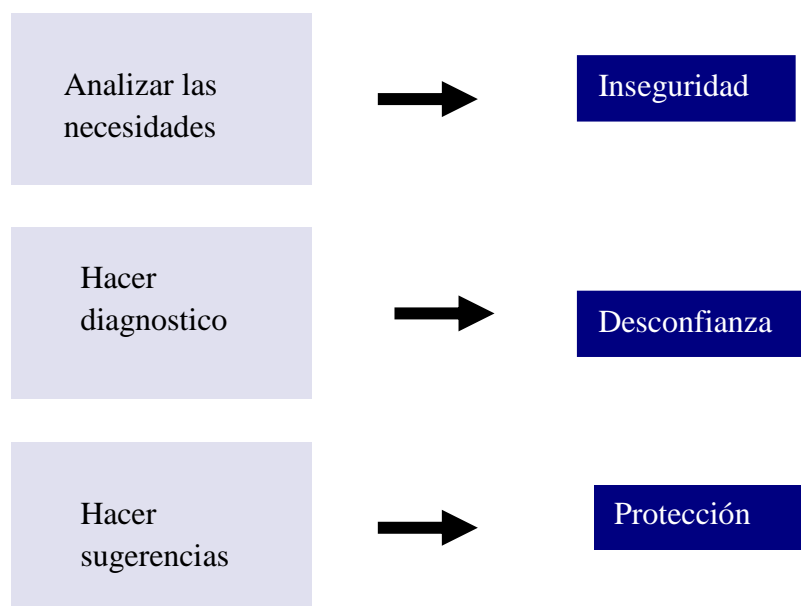 Analizar las
necesidades
Inseguridad
Hacer
diagnostico
Desconfianza
Hacer
sugerencias
Protección